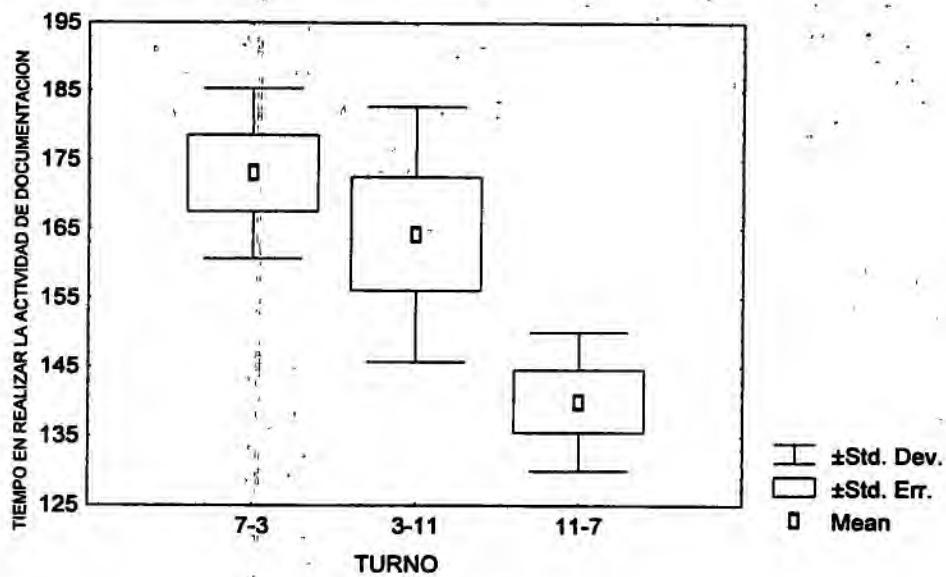 TIEMPO EN REALIZAR LA ACTIVIDAD DE DOCUMENTACION
195
185
175
165
155
145
135
125
7-3 3-11 11-7
TURNO
±Std. Dev.
±Std. Err.
Mean